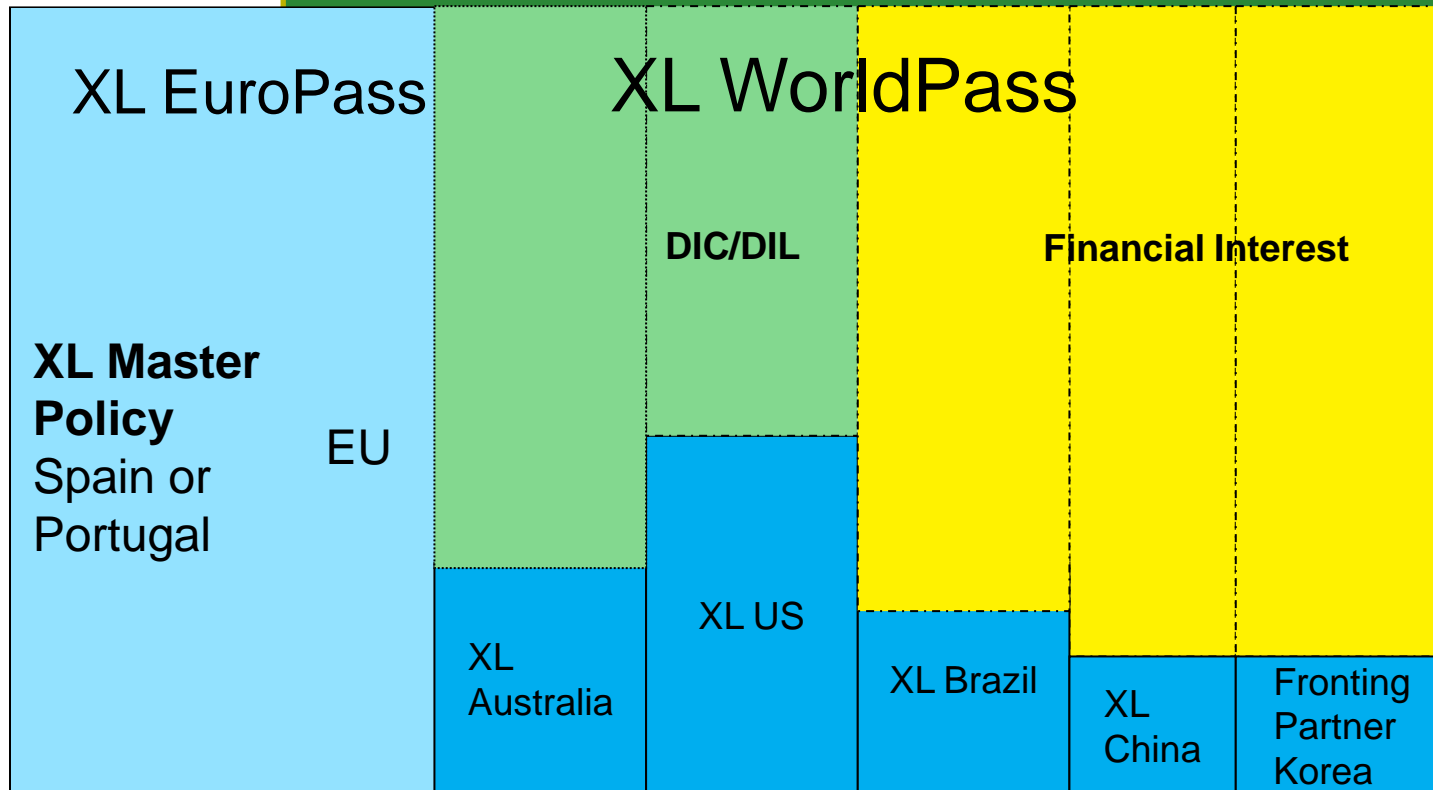 XL EuroPass
XL WorldPass
DIC/DIL
Financial Interest
XL Master
Policy
Spain or
Portugal
EU
XL
Australia
XL US
XL Brazil
XL
China
Fronting
Partner
Korea